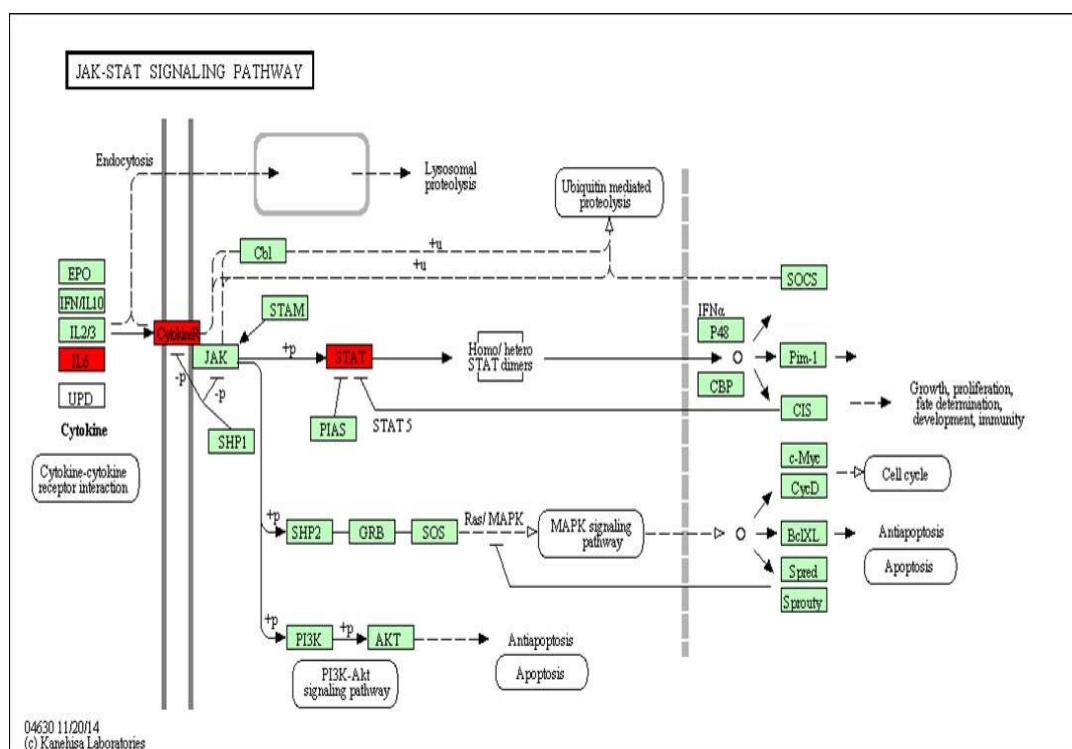 JAK-STAT SIGNALING PATHWAY
Endocytosis
Lysosomal
proteolysis
Ubiquitin mediated
proteolysis
Cbl
+u
+u
EPO
IFN/IL10
IL2/3
IL6
UPD
Cytokine
Cytokine-cytokine
receptor interaction
CytokineR
STAM
JAK
+p
-p
-p
SHP1
STAT
PIAS
STAT 5
Homo/ hetero
STAT dimers
IFNα
P48
CBP
SOCS
Pim-1
CIS
Growth, proliferation,
fate determination,
development, immunity
c-Myc
CycD
Cell cycle
+p
SHP2
GRB
SOS
Ras/ MAPK
MAPK signaling
pathway
BclXL
Antiapoptosis
Apoptosis
Spred
Sprouty
+p
PI3K
+p
AKT
Antiapoptosis
Apoptosis
PI3K-Akt
signaling pathway
04630 11/20/14
(c) Kanehisa Laboratories